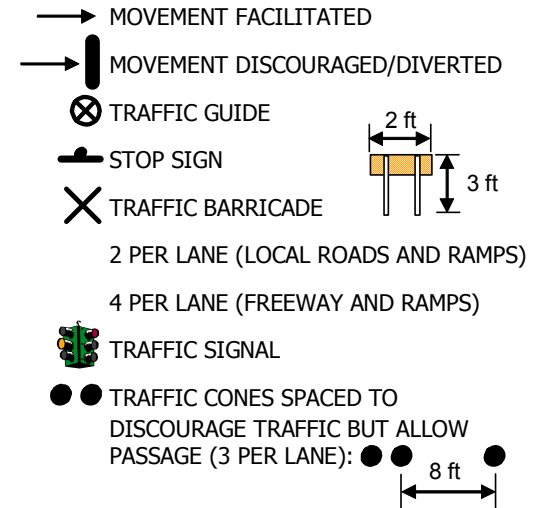 MOVEMENT FACILITATED
MOVEMENT DISCOURAGED/DIVERTED
TRAFFIC GUIDE
2 ft
STOP SIGN
3 ft
TRAFFIC BARRICADE
2 PER LANE (LOCAL ROADS AND RAMPS)
4 PER LANE (FREEWAY AND RAMPS)
TRAFFIC SIGNAL
TRAFFIC CONES SPACED TO
DISCOURAGE TRAFFIC BUT ALLOW
PASSAGE (3 PER LANE):
8 ft